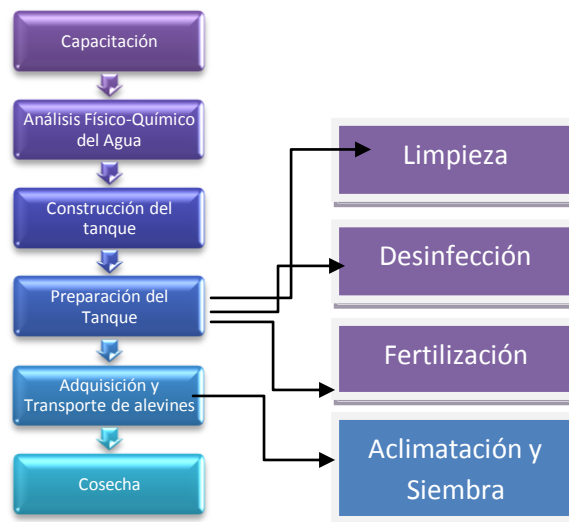 Capacitación
Análisis Físico-Químico
del Agua
Construcción del
tanque
Preparación del
Tanque
Adquisición y
Transporte de alevines
Cosecha
Limpieza
Desinfección
Fertilización
Aclimatación y
Siembra